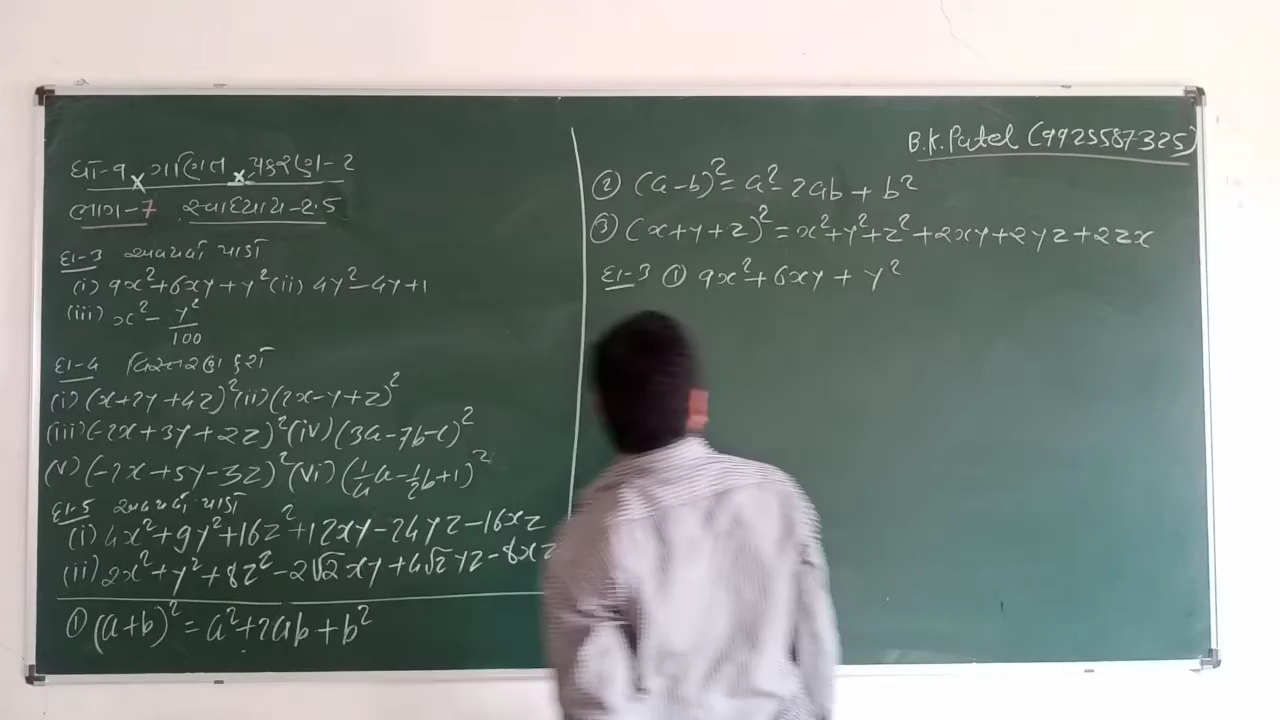 ધો-૧ ગણિત પ્રકરણ-2
ભાગ-7 સ્વાધ્યાય-2.5
દા-3 અવયવ પાડો
(i) 9x²+6xy+y² (ii) 4y²-4y+1
(iii) x² - y²/100
દા-4 વિસ્તરણ કરો
(i) (x+2y+4z)² (ii) (2x-y+z)²
(iii) (-2x+3y+2z)² (iv) (3a-7b-c)²
(v) (-2x+5y-3z)² (vi) (1/4a-1/2b+1)²
દા-5 અવયવ પાડો
(i) 4x²+9y²+16z²+12xy-24yz-16xz
(ii) 2x²+y²+8z²-2√2xy+4√2yz-8xz
① (a+b)² = a²+2ab+b²
B.K.Patel (9925587325)
② (a-b)² = a²-2ab+b²
③ (x+y+z)² = x²+y²+z²+2xy+2yz+2zx
દા-3 ① 9x²+6xy+y²